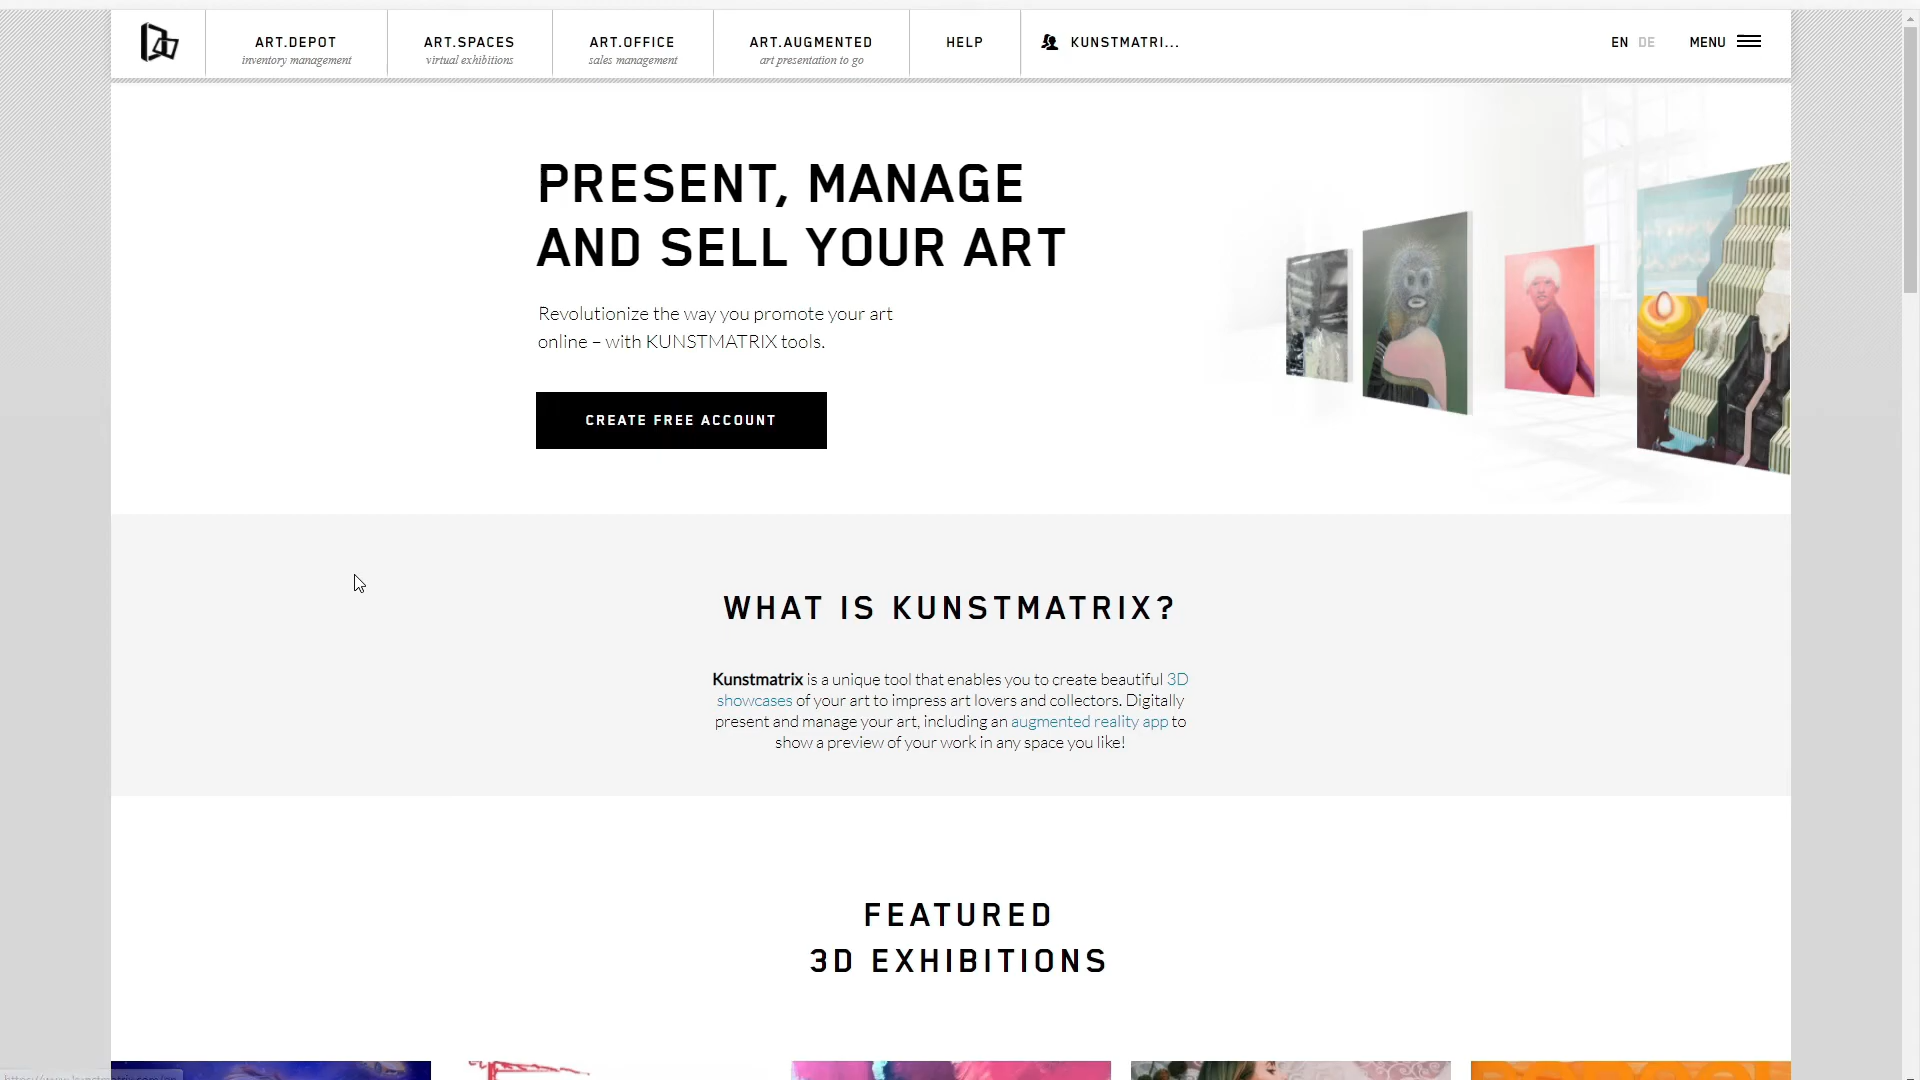 ART.DEPOT
inventory management
ART.SPACES
virtual exhibitions
ART.OFFICE
sales management
ART.AUGMENTED
art presentation to go
HELP
KUNSTMATRI...
EN DE
MENU
PRESENT, MANAGE
AND SELL YOUR ART
Revolutionize the way you promote your art
online – with KUNSTMATRIX tools.
CREATE FREE ACCOUNT
WHAT IS KUNSTMATRIX?
Kunstmatrix is a unique tool that enables you to create beautiful 3D
showcases of your art to impress art lovers and collectors. Digitally
present and manage your art, including an augmented reality app to
show a preview of your work in any space you like!
FEATURED
3D EXHIBITIONS